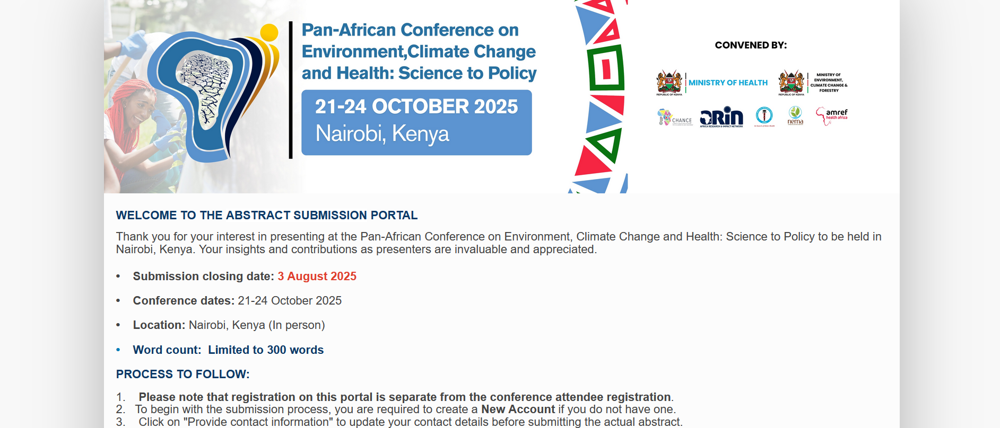 Pan-African Conference on
Environment,Climate Change
and Health: Science to Policy
21-24 OCTOBER 2025
Nairobi, Kenya
CONVENED BY:
REPUBLIC OF KENYA
MINISTRY OF HEALTH
REPUBLIC OF KENYA
MINISTRY OF
ENVIRONMENT,
CLIMATE CHANGE &
FORESTRY
CHANCE
ARIN
AFRICA RESEARCH & IMPACT NETWORK
In Search of Better Health
nema
amref
health africa
WELCOME TO THE ABSTRACT SUBMISSION PORTAL
Thank you for your interest in presenting at the Pan-African Conference on Environment, Climate Change and Health: Science to Policy to be held in
Nairobi, Kenya. Your insights and contributions as presenters are invaluable and appreciated.
• Submission closing date: 3 August 2025
• Conference dates: 21-24 October 2025
• Location: Nairobi, Kenya (In person)
• Word count:  Limited to 300 words
PROCESS TO FOLLOW:
1. Please note that registration on this portal is separate from the conference attendee registration.
2. To begin with the submission process, you are required to create a New Account if you do not have one.
3. Click on "Provide contact information" to update your contact details before submitting the actual abstract.